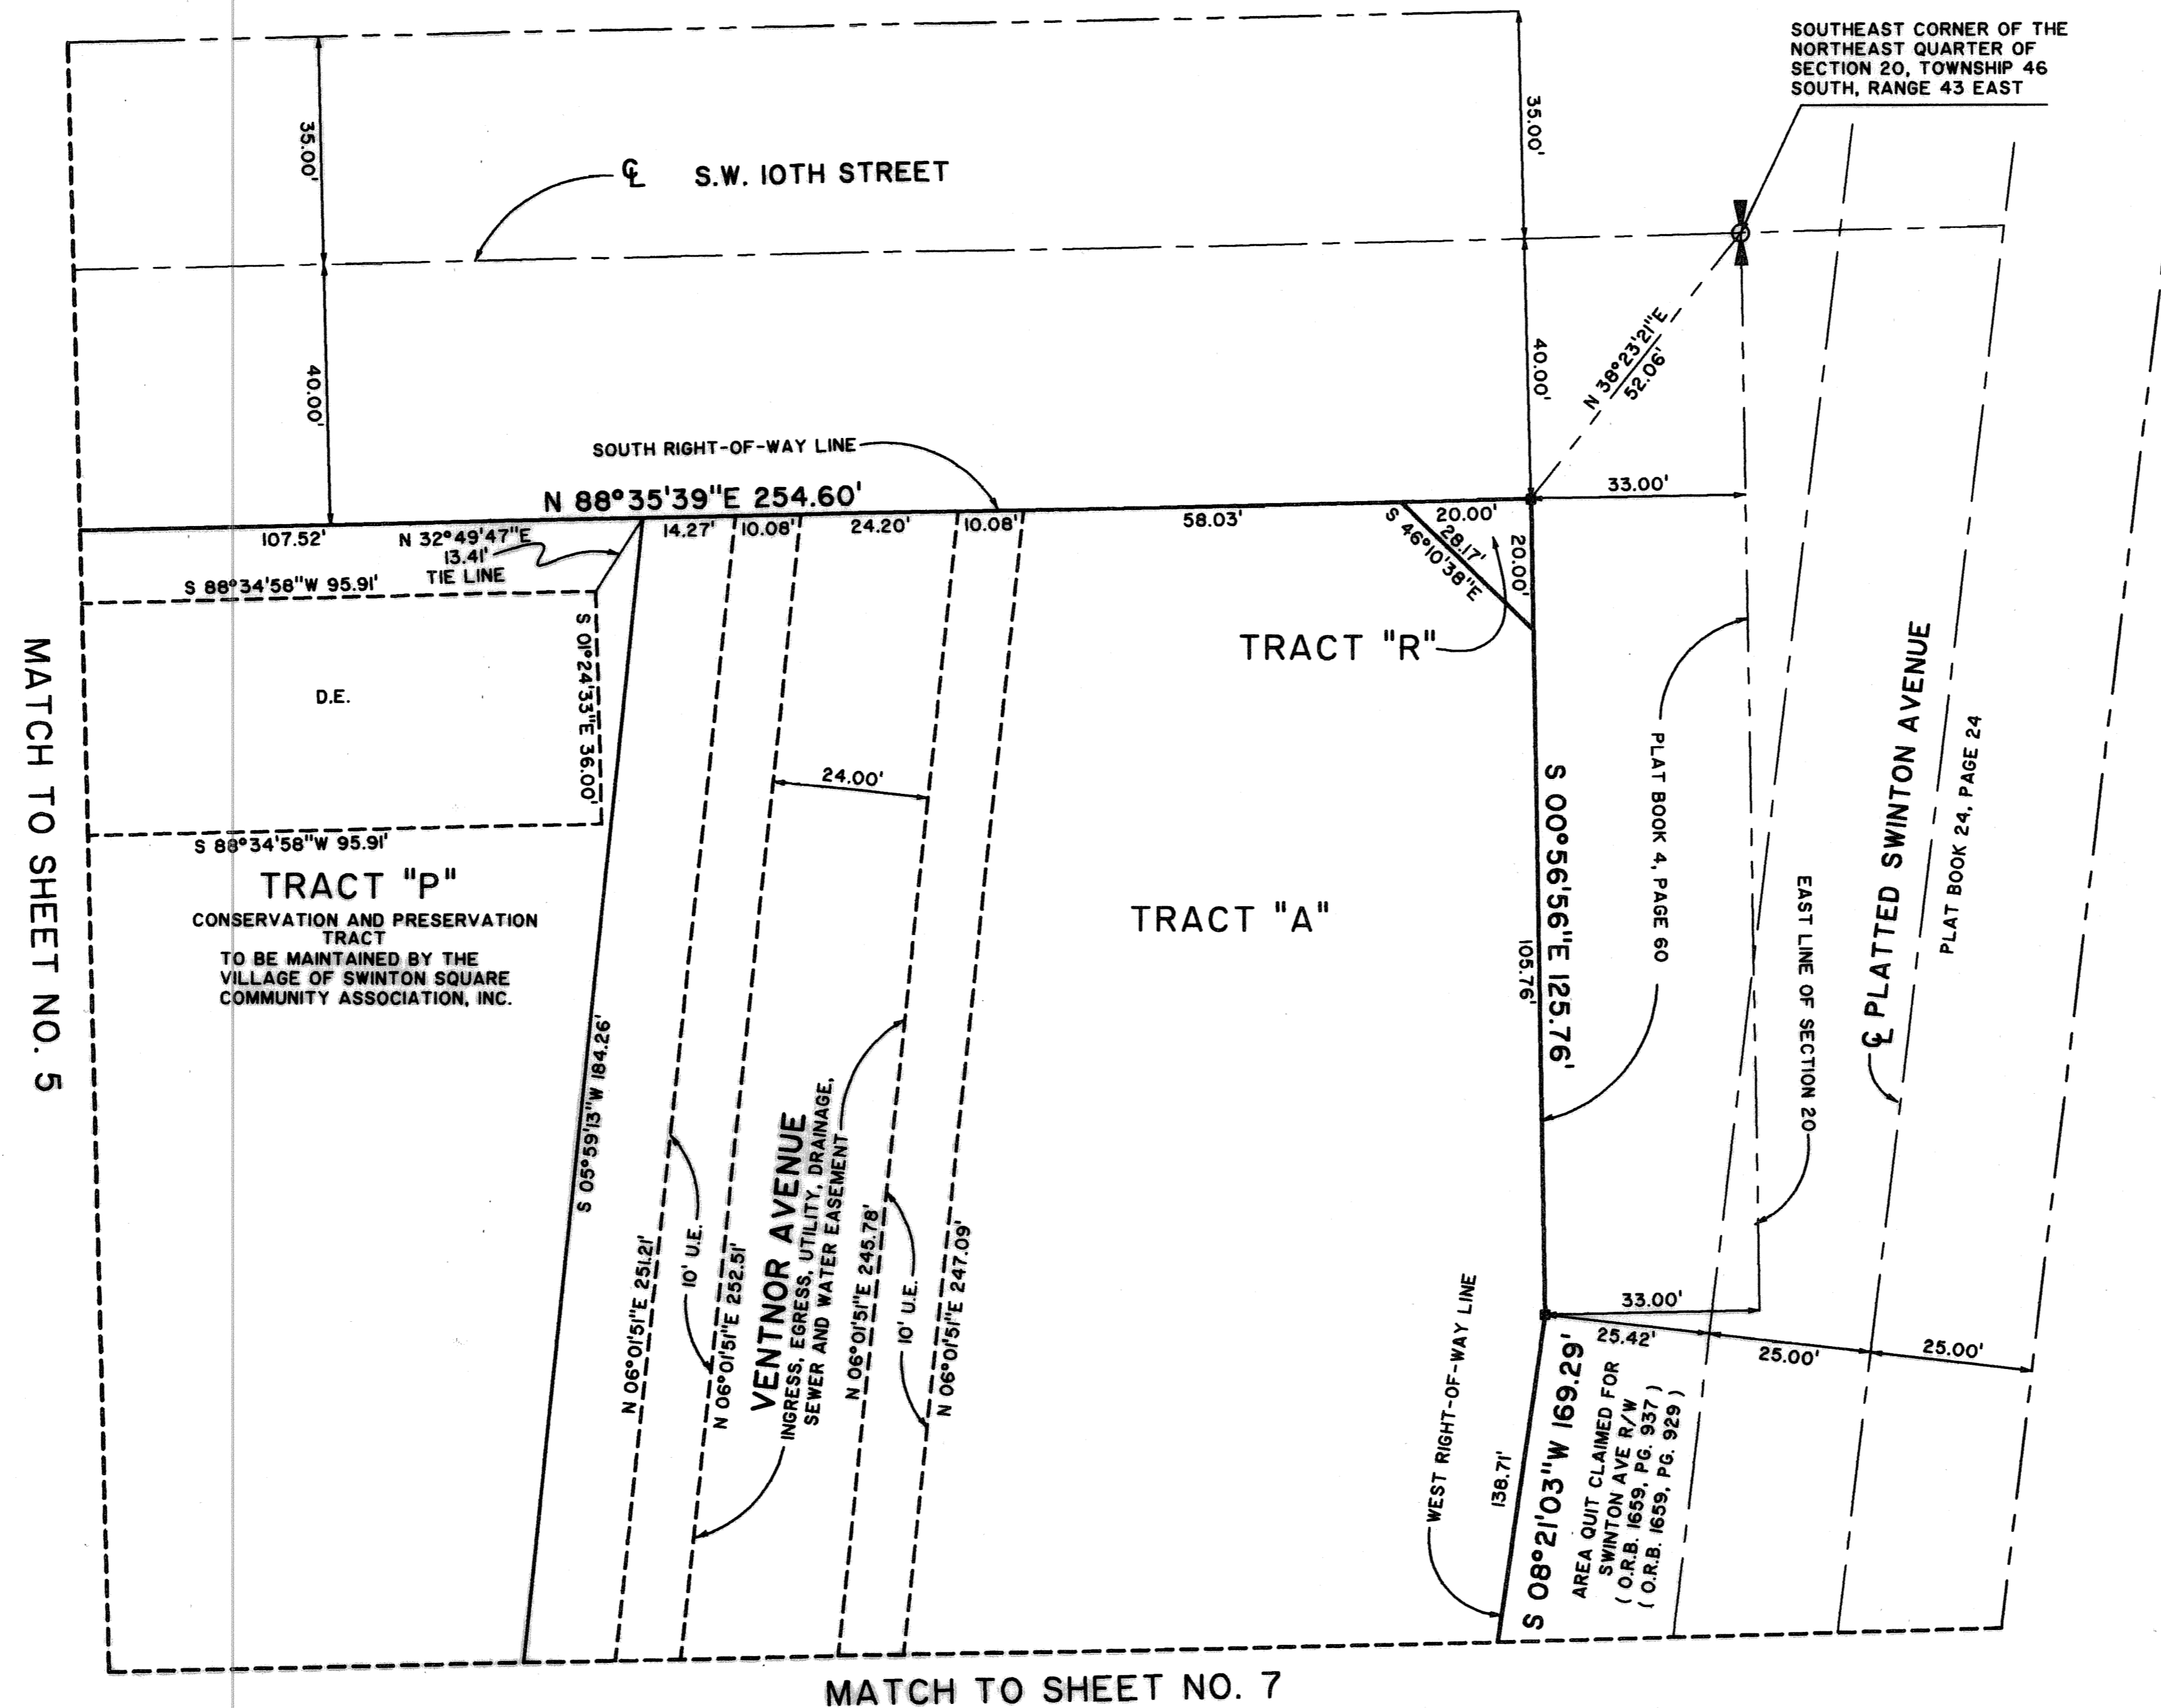 SOUTHEAST CORNER OF THE
NORTHEAST QUARTER OF
SECTION 20, TOWNSHIP 46
SOUTH, RANGE 43 EAST
35.00'
35.00'
℄ S.W. 10TH STREET
40.00'
40.00'
N 38°23'21"E
52.06'
SOUTH RIGHT-OF-WAY LINE
N 88°35'39"E 254.60'
33.00'
107.52'
14.27'
10.08'
24.20'
10.08'
58.03'
20.00'
N 32°49'47"E
13.41'
TIE LINE
28.17'
S 46°10'38"E
20.00'
S 88°34'58"W 95.91'
S 01°24'33"E 36.00'
D.E.
TRACT "R"
24.00'
S 88°34'58"W 95.91'
TRACT "P"
CONSERVATION AND PRESERVATION
TRACT
TO BE MAINTAINED BY THE
VILLAGE OF SWINTON SQUARE
COMMUNITY ASSOCIATION, INC.
TRACT "A"
MATCH TO SHEET NO. 5
S 05°59'13"W 184.26'
S 00°56'56"E 125.76'
105.76'
PLAT BOOK 4, PAGE 60
EAST LINE OF SECTION 20
℄ PLATTED SWINTON AVENUE
PLAT BOOK 24, PAGE 24
N 06°01'51"E 251.21'
10' U.E.
N 06°01'51"E 252.51'
VENTNOR AVENUE
INGRESS, EGRESS, UTILITY, DRAINAGE,
SEWER AND WATER EASEMENT
N 06°01'51"E 245.78'
10' U.E.
N 06°01'51"E 247.09'
33.00'
25.42'
25.00'
25.00'
WEST RIGHT-OF-WAY LINE
138.71'
S 08°21'03"W 169.29'
AREA QUIT CLAIMED FOR
SWINTON AVE R/W
( O.R.B. 1659, PG. 937 )
( O.R.B. 1659, PG. 929 )
MATCH TO SHEET NO. 7